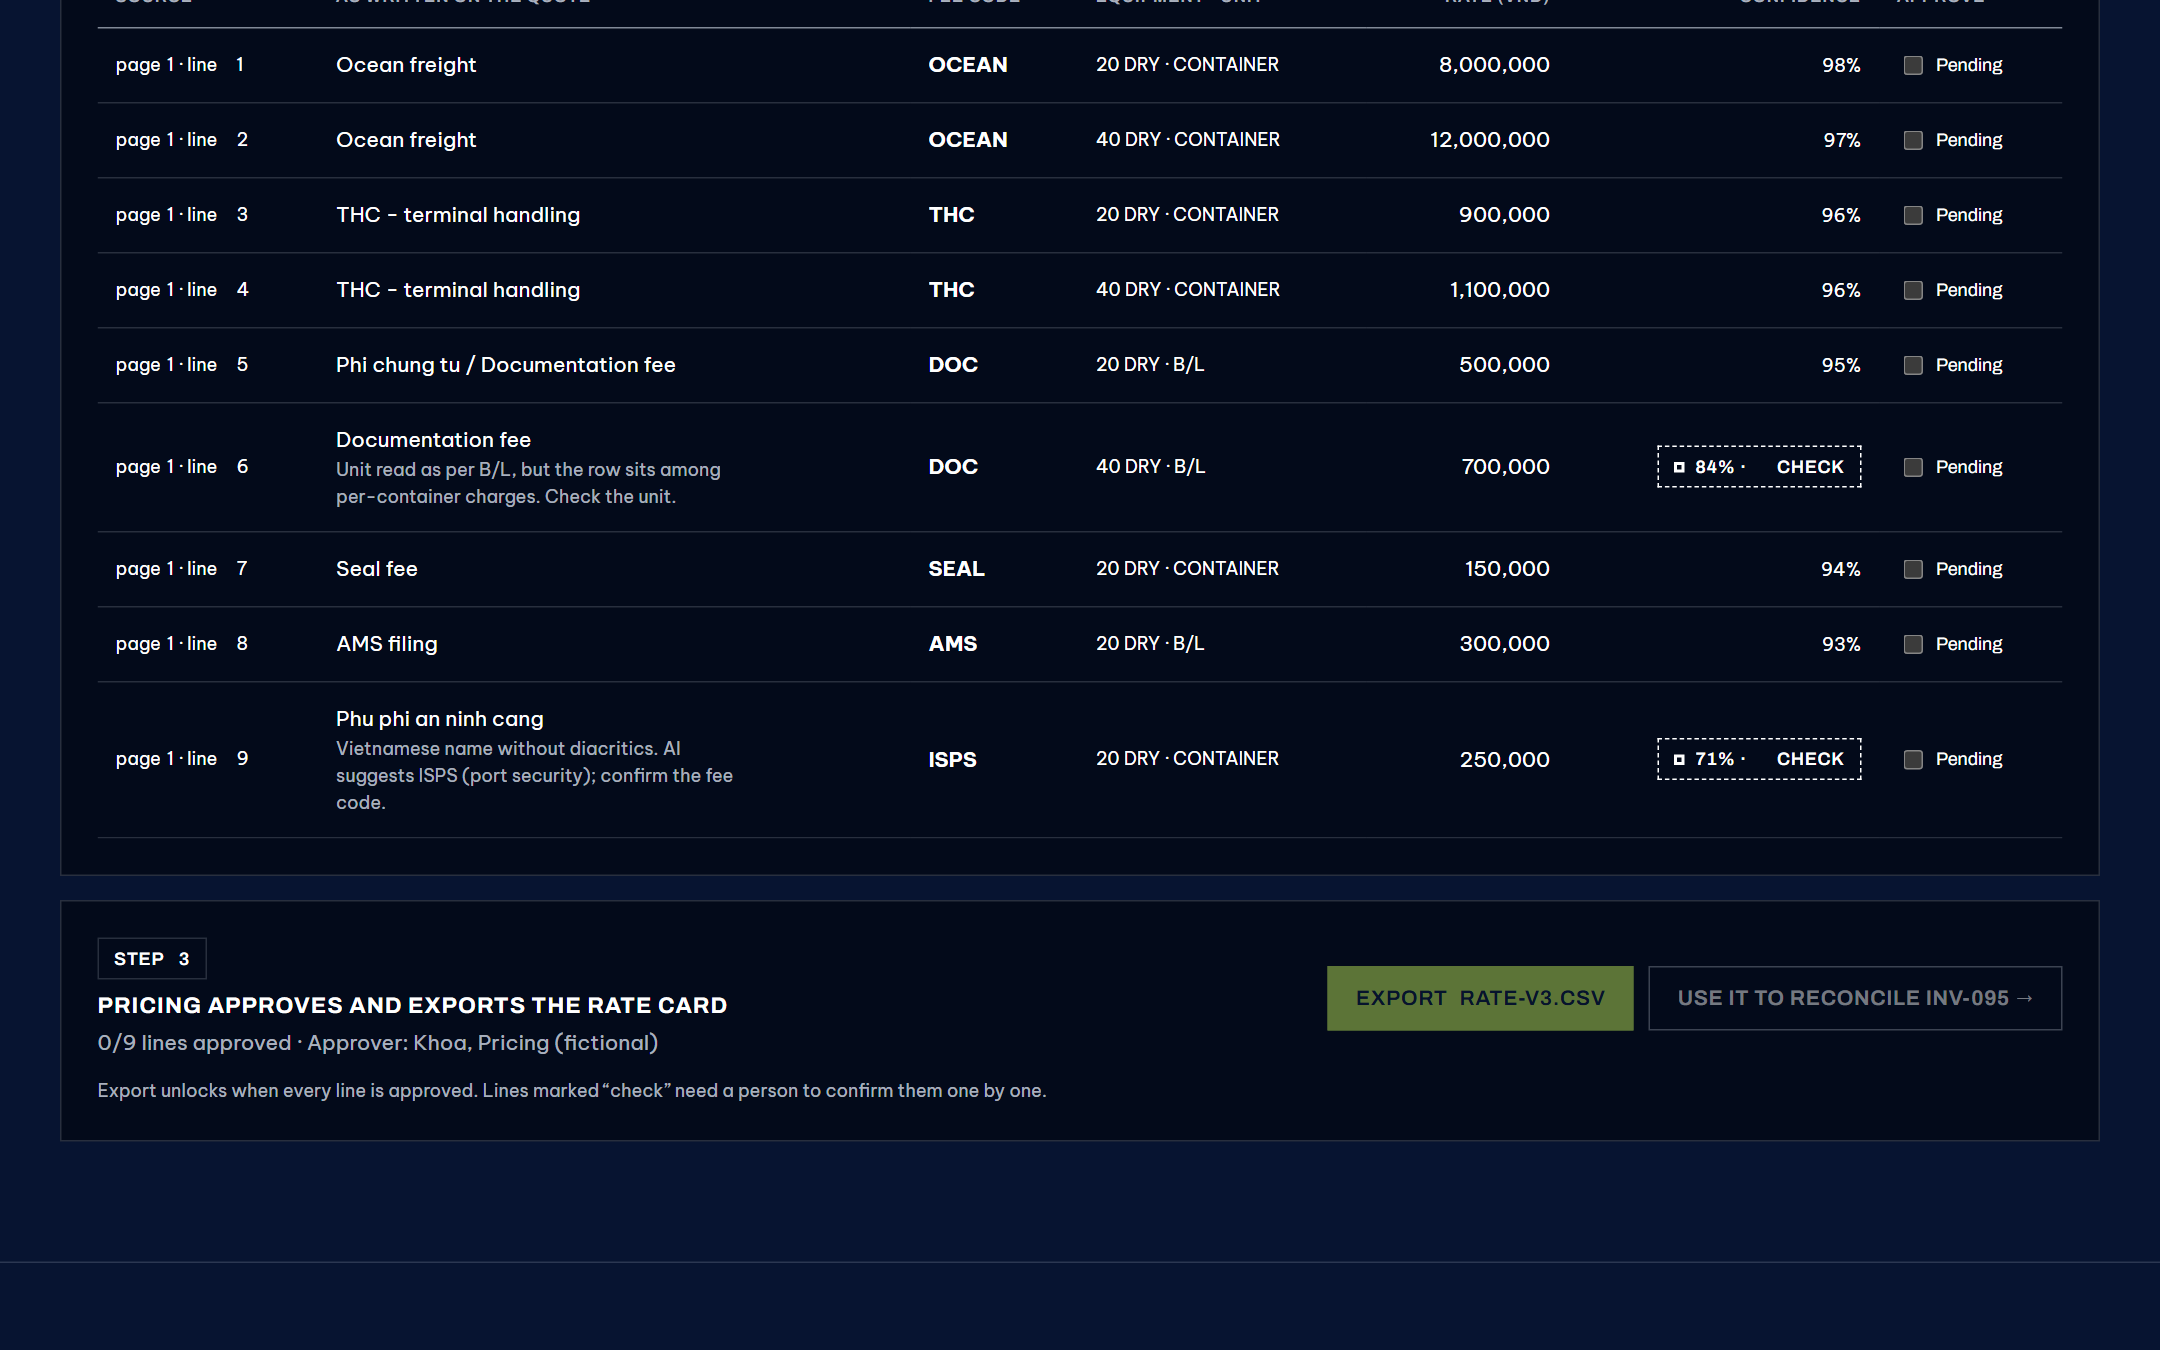 page 1 · line 1 Ocean freight OCEAN 20 DRY · CONTAINER 8,000,000 98% Pending
page 1 · line 2 Ocean freight OCEAN 40 DRY · CONTAINER 12,000,000 97% Pending
page 1 · line 3 THC – terminal handling THC 20 DRY · CONTAINER 900,000 96% Pending
page 1 · line 4 THC – terminal handling THC 40 DRY · CONTAINER 1,100,000 96% Pending
page 1 · line 5 Phi chung tu / Documentation fee DOC 20 DRY · B/L 500,000 95% Pending
page 1 · line 6 Documentation fee DOC 40 DRY · B/L 700,000 84% · CHECK Pending
Unit read as per B/L, but the row sits among
per-container charges. Check the unit.
page 1 · line 7 Seal fee SEAL 20 DRY · CONTAINER 150,000 94% Pending
page 1 · line 8 AMS filing AMS 20 DRY · B/L 300,000 93% Pending
page 1 · line 9 Phu phi an ninh cang ISPS 20 DRY · CONTAINER 250,000 71% · CHECK Pending
Vietnamese name without diacritics. AI
suggests ISPS (port security); confirm the fee
code.
STEP 3
PRICING APPROVES AND EXPORTS THE RATE CARD
0/9 lines approved · Approver: Khoa, Pricing (fictional)
Export unlocks when every line is approved. Lines marked “check” need a person to confirm them one by one.
EXPORT RATE-V3.CSV
USE IT TO RECONCILE INV-095 →